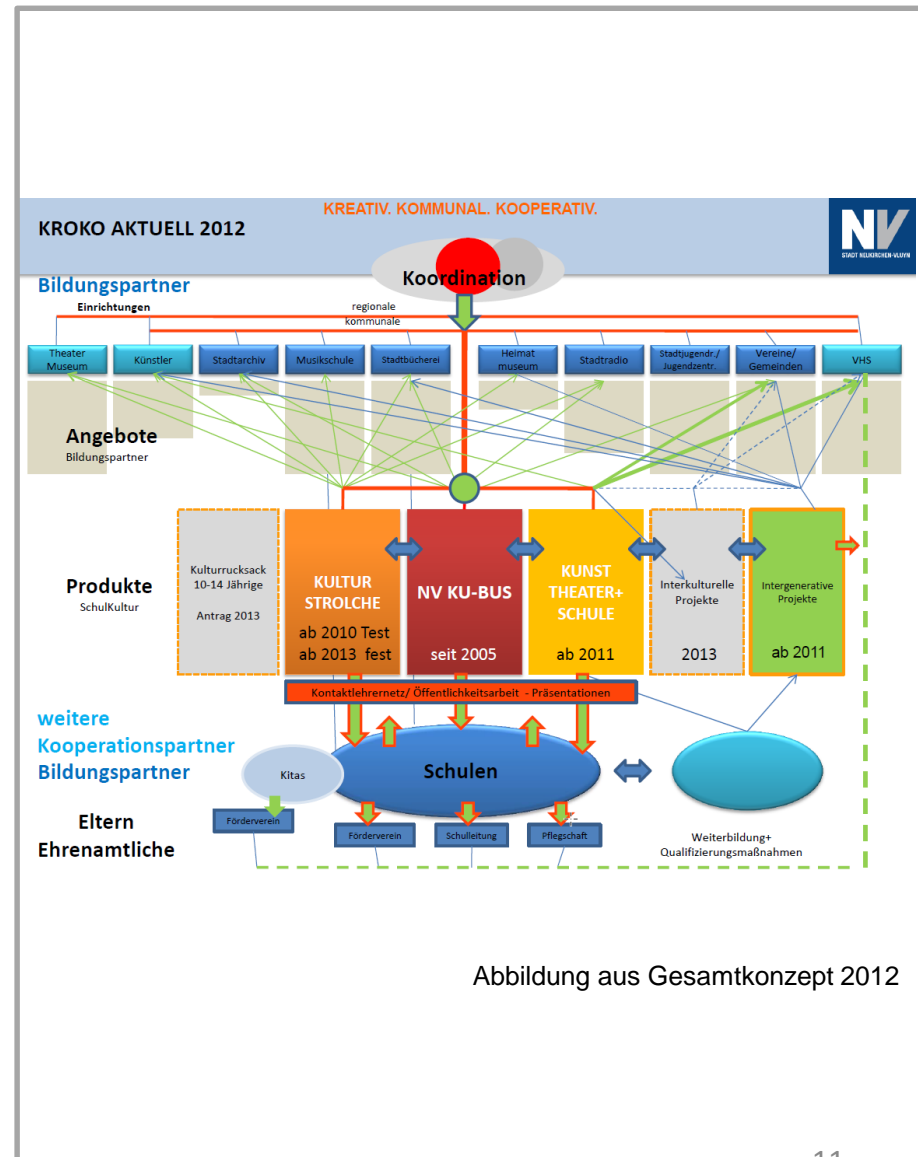 KREATIV. KOMMUNAL. KOOPERATIV.
KROKO AKTUELL 2012
NV
STADT NEUKIRCHEN-VLUYN
Koordination
Bildungspartner
Einrichtungen
regionale
kommunale
Theater
Museum
Künstler
Stadtarchiv
Musikschule
Stadtbücherei
Heimat
museum
Stadtradio
Stadtjugendr./
Jugendzentr.
Vereine/
Gemeinden
VHS
Angebote
Bildungspartner
Produkte
SchulKultur
Kulturrucksack
10-14 Jährige
Antrag 2013
KULTUR
STROLCHE
ab 2010 Test
ab 2013 fest
NV KU-BUS
seit 2005
KUNST
THEATER+
SCHULE
ab 2011
Interkulturelle
Projekte
2013
Intergenerative
Projekte
ab 2011
Kontaktlehrernetz/ Öffentlichkeitsarbeit - Präsentationen
weitere
Kooperationspartner
Bildungspartner
Kitas
Schulen
Förderverein
Eltern
Ehrenamtliche
Förderverein
Schulleitung
Pflegschaft
Weiterbildung+
Qualifizierungsmaßnahmen
Abbildung aus Gesamtkonzept 2012
11